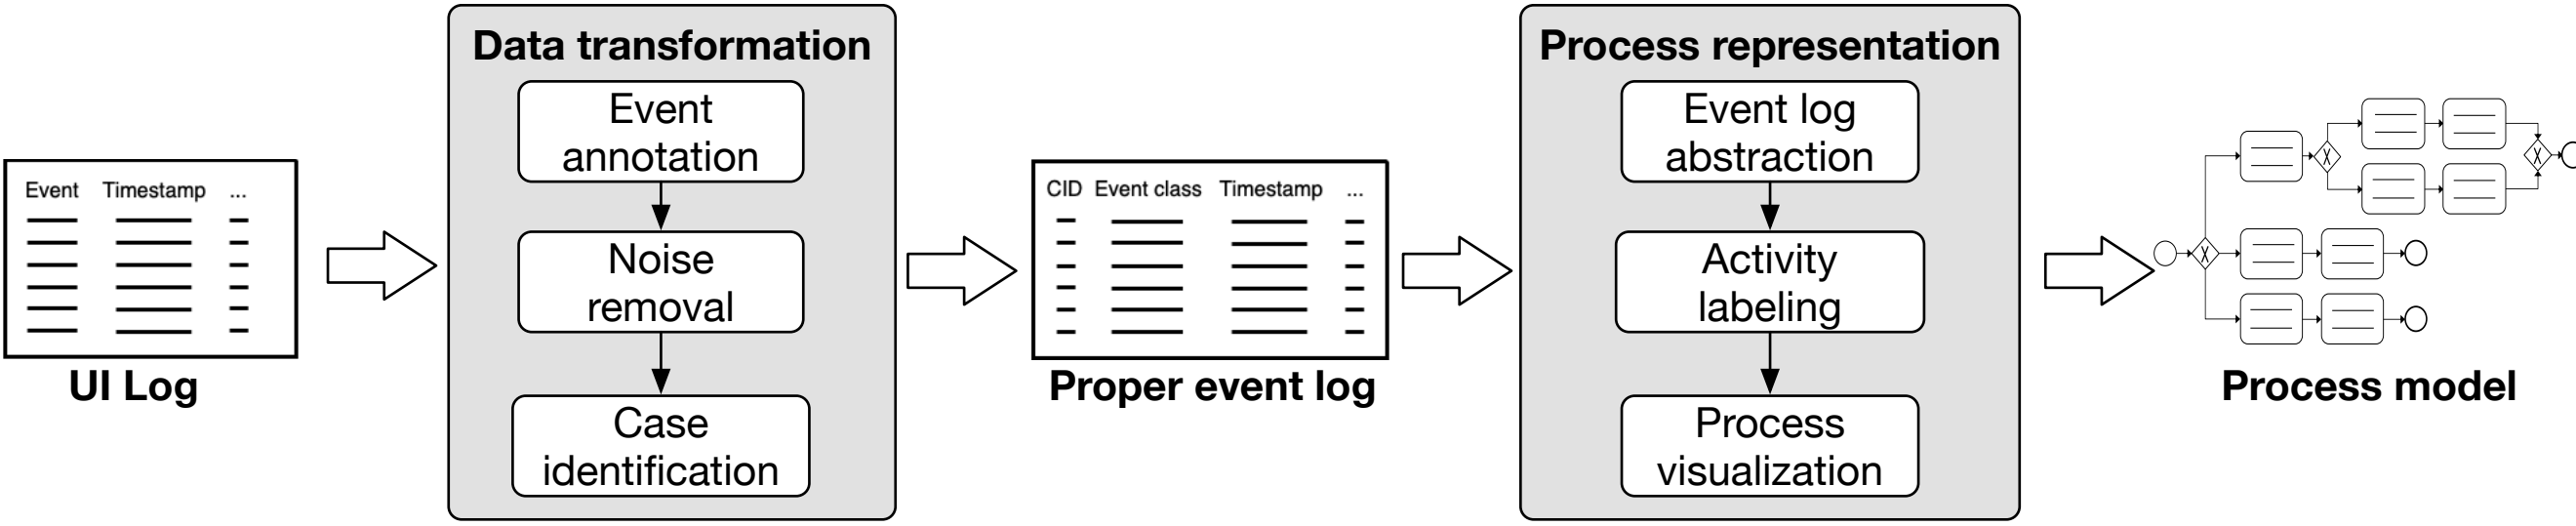 Event Timestamp ...
UI Log
Data transformation
Event
annotation
Noise
removal
Case
identification
CID Event class Timestamp ...
Proper event log
Process representation
Event log
abstraction
Activity
labeling
Process
visualization
X
X
X
Process model